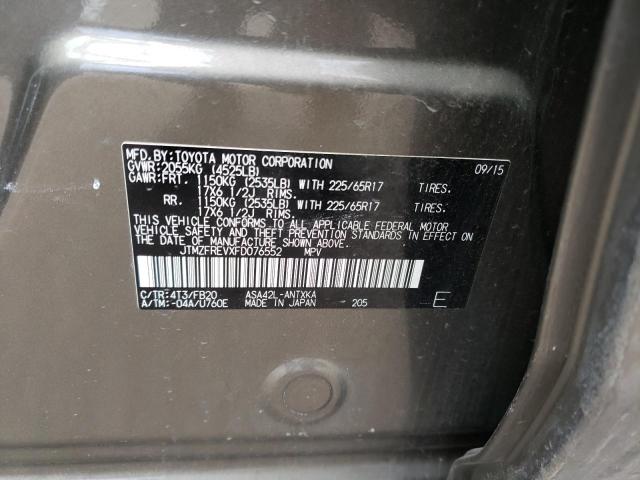 MFD.BY:TOYOTA MOTOR CORPORATION 09/15
GVWR:2055KG (4525LB)
GAWR:FRT. 1150KG (2535LB) WITH 225/65R17 TIRES.
17X6 1/2J RIMS.
RR. 1150KG (2535LB) WITH 225/65R17 TIRES.
17X6 1/2J RIMS.
THIS VEHICLE CONFORMS TO ALL APPLICABLE FEDERAL MOTOR
VEHICLE SAFETY AND THEFT PREVENTION STANDARDS IN EFFECT ON
THE DATE OF MANUFACTURE SHOWN ABOVE.
JTMZFREVXFD076552 MPV
C/TR:4T3/FB20 ASA42L-ANTXKA
A/TM:-04A/U760E MADE IN JAPAN 205 E